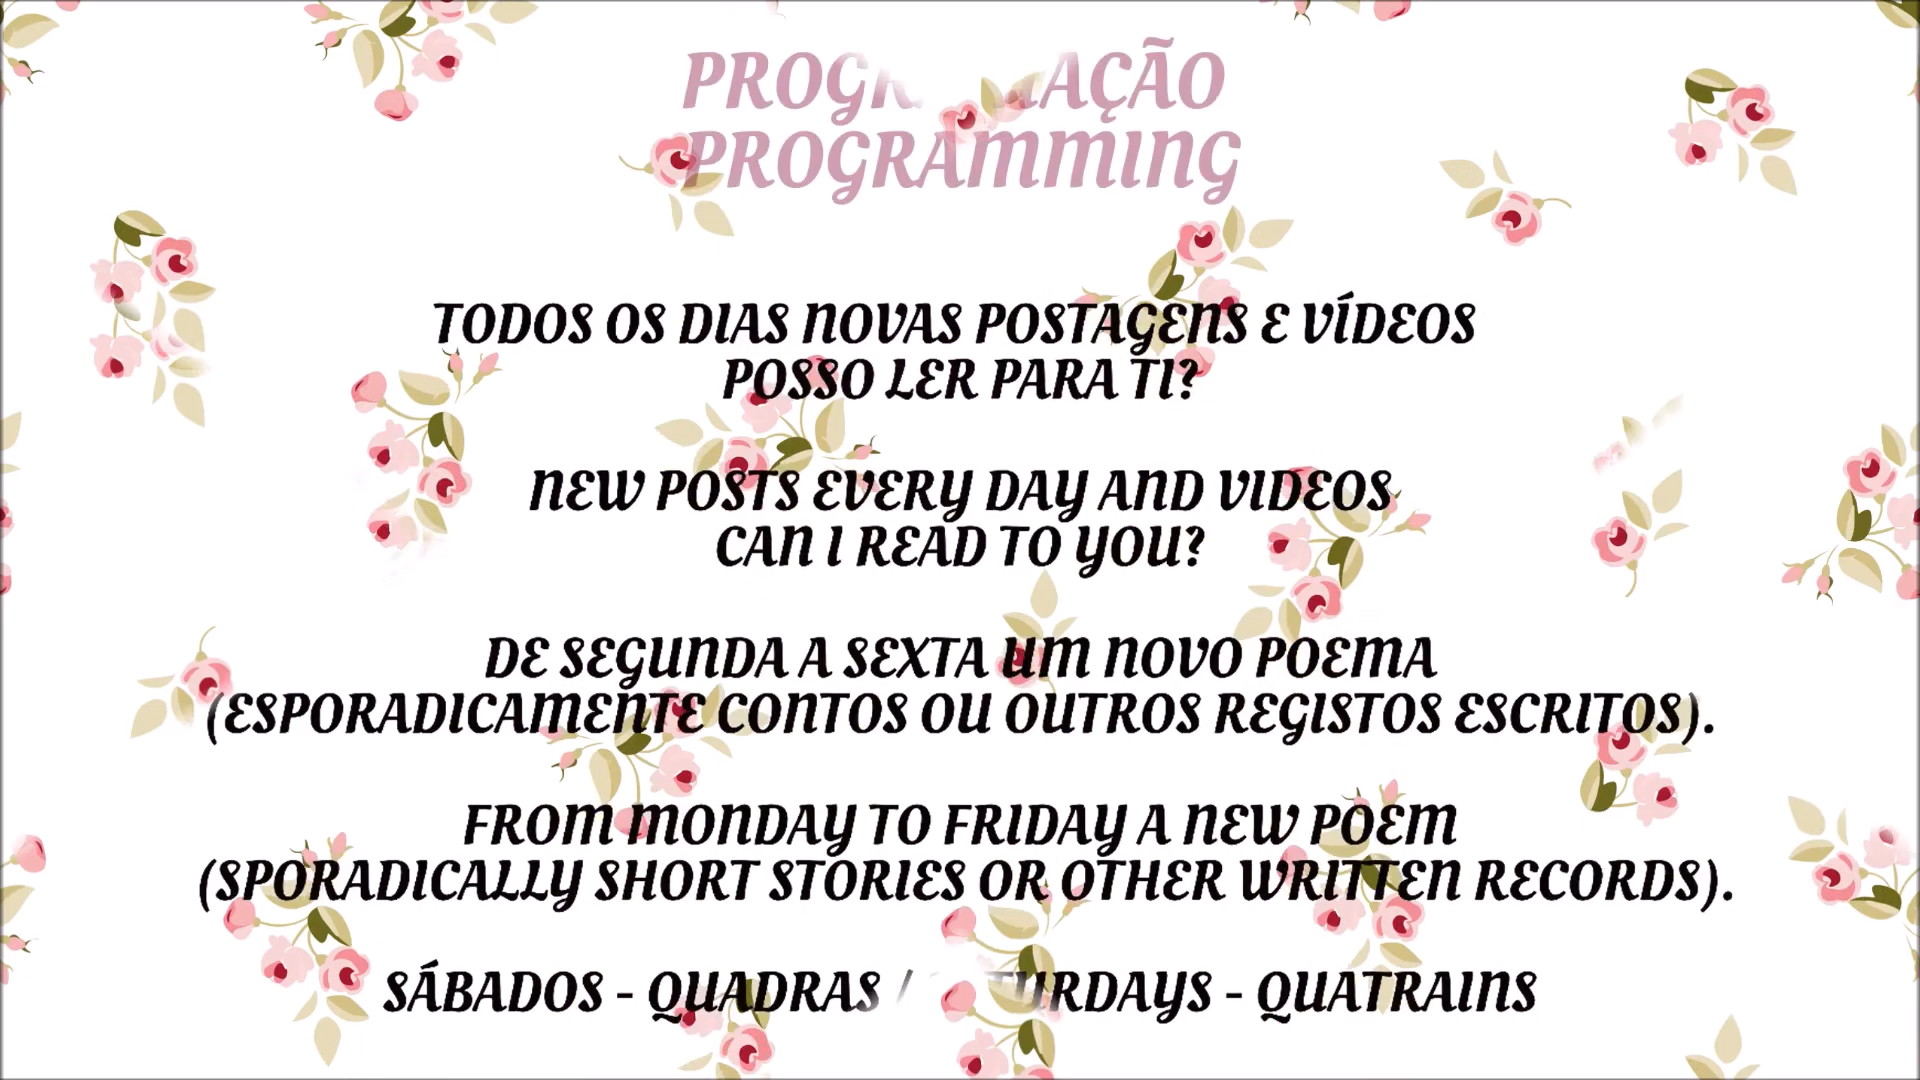 PROGRAMAÇÃO
PROGRAMMING
TODOS OS DIAS NOVAS POSTAGENS E VÍDEOS
POSSO LER PARA TI?
NEW POSTS EVERY DAY AND VIDEOS
CAN I READ TO YOU?
DE SEGUNDA A SEXTA UM NOVO POEMA
(ESPORADICAMENTE CONTOS OU OUTROS REGISTOS ESCRITOS).
FROM MONDAY TO FRIDAY A NEW POEM
(SPORADICALLY SHORT STORIES OR OTHER WRITTEN RECORDS).
SÁBADOS - QUADRAS / SATURDAYS - QUATRAINS